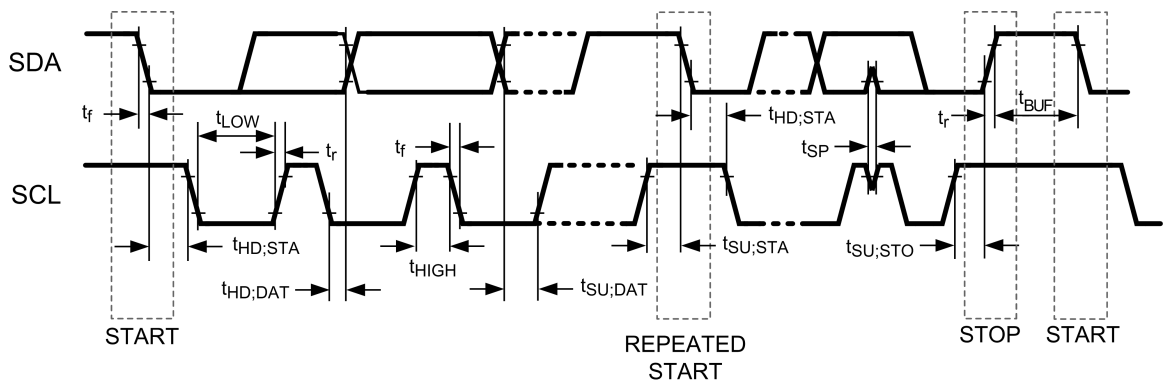 SDA
t_f
t_LOW
t_r
t_f
t_HD;STA
t_SP
t_r
t_BUF
SCL
t_HD;STA
t_HD;DAT
t_HIGH
t_SU;DAT
t_SU;STA
t_SU;STO
START
REPEATED
START
STOP
START